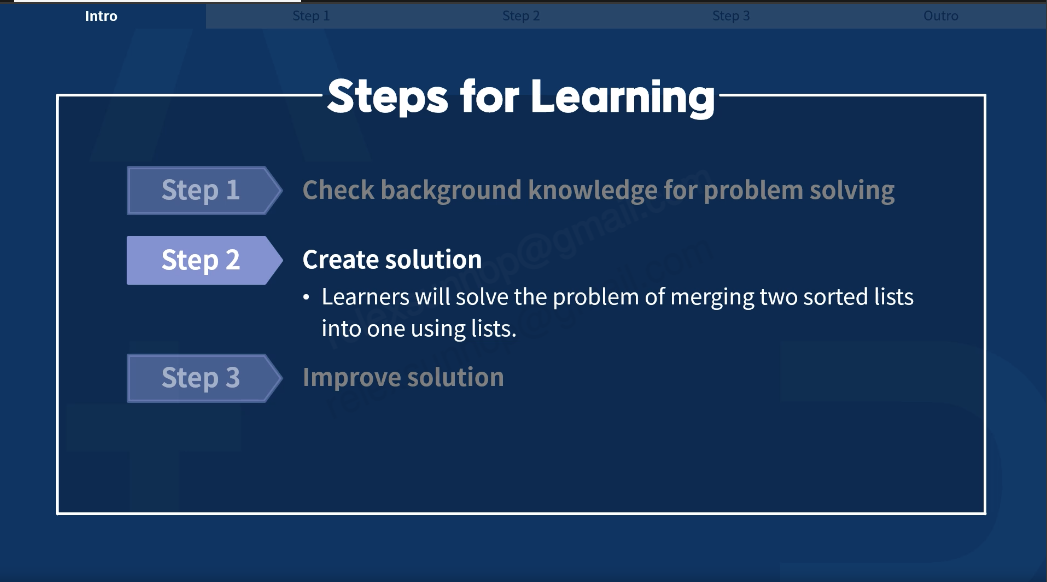 Intro Step 1 Step 2 Step 3 Outro
Steps for Learning
Step 1 Check background knowledge for problem solving
Step 2 Create solution
• Learners will solve the problem of merging two sorted lists
into one using lists.
Step 3 Improve solution